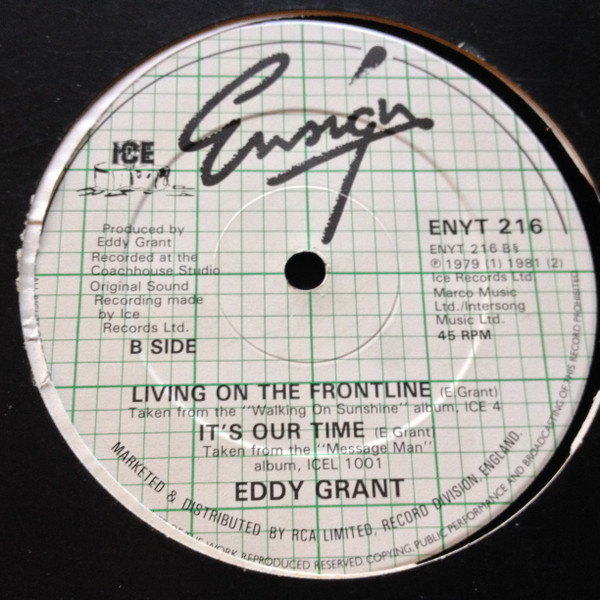 Ensign
ICE
Produced by
Eddy Grant
Recorded at the
Coachhouse Studio
Original Sound
Recording made
by Ice
Records Ltd.
B SIDE
ENYT 216
ENYT 216 B§
℗ 1979 (1) 1981 (2)
Ice Records Ltd.
Marco Music
Ltd./Intersong
Music Ltd.
45 RPM
LIVING ON THE FRONTLINE (E.Grant)
Taken from the "Walking On Sunshine" album, ICE 4
IT'S OUR TIME (E.Grant)
Taken from the "Message Man"
album, ICEL 1001
EDDY GRANT
MARKETED & DISTRIBUTED BY RCA LIMITED, RECORD DIVISION, ENGLAND.
WORK REPRODUCED RESERVED. COPYING, PUBLIC PERFORMANCE AND BROADCASTING OF THIS RECORD PROHIBITED